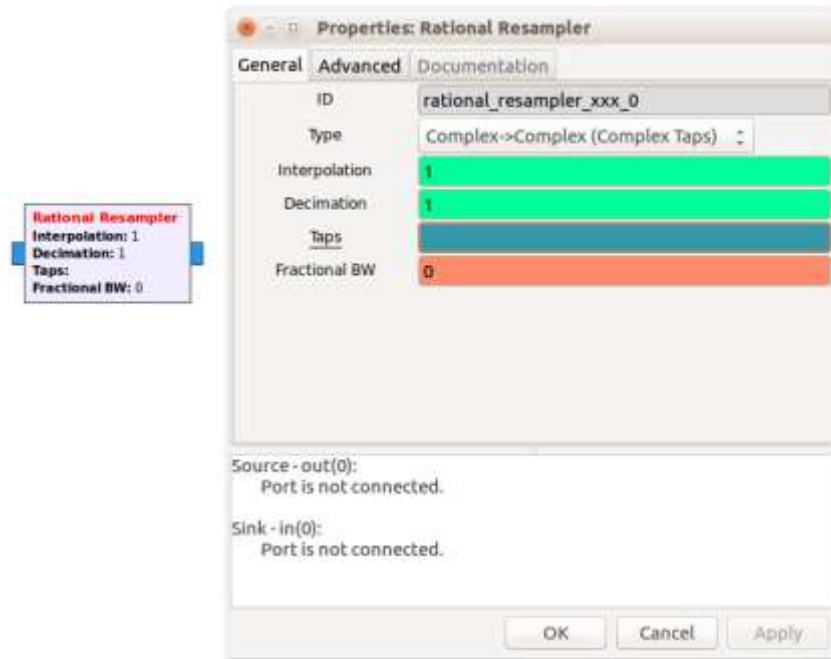 Properties: Rational Resampler
General Advanced Documentation
ID rational_resampler_xxx_0
Type Complex->Complex (Complex Taps)
Interpolation 1
Decimation 1
Taps
Fractional BW 0
Rational Resampler
Interpolation: 1
Decimation: 1
Taps:
Fractional BW: 0
Source - out(0):
Port is not connected.
Sink - in(0):
Port is not connected.
OK Cancel Apply